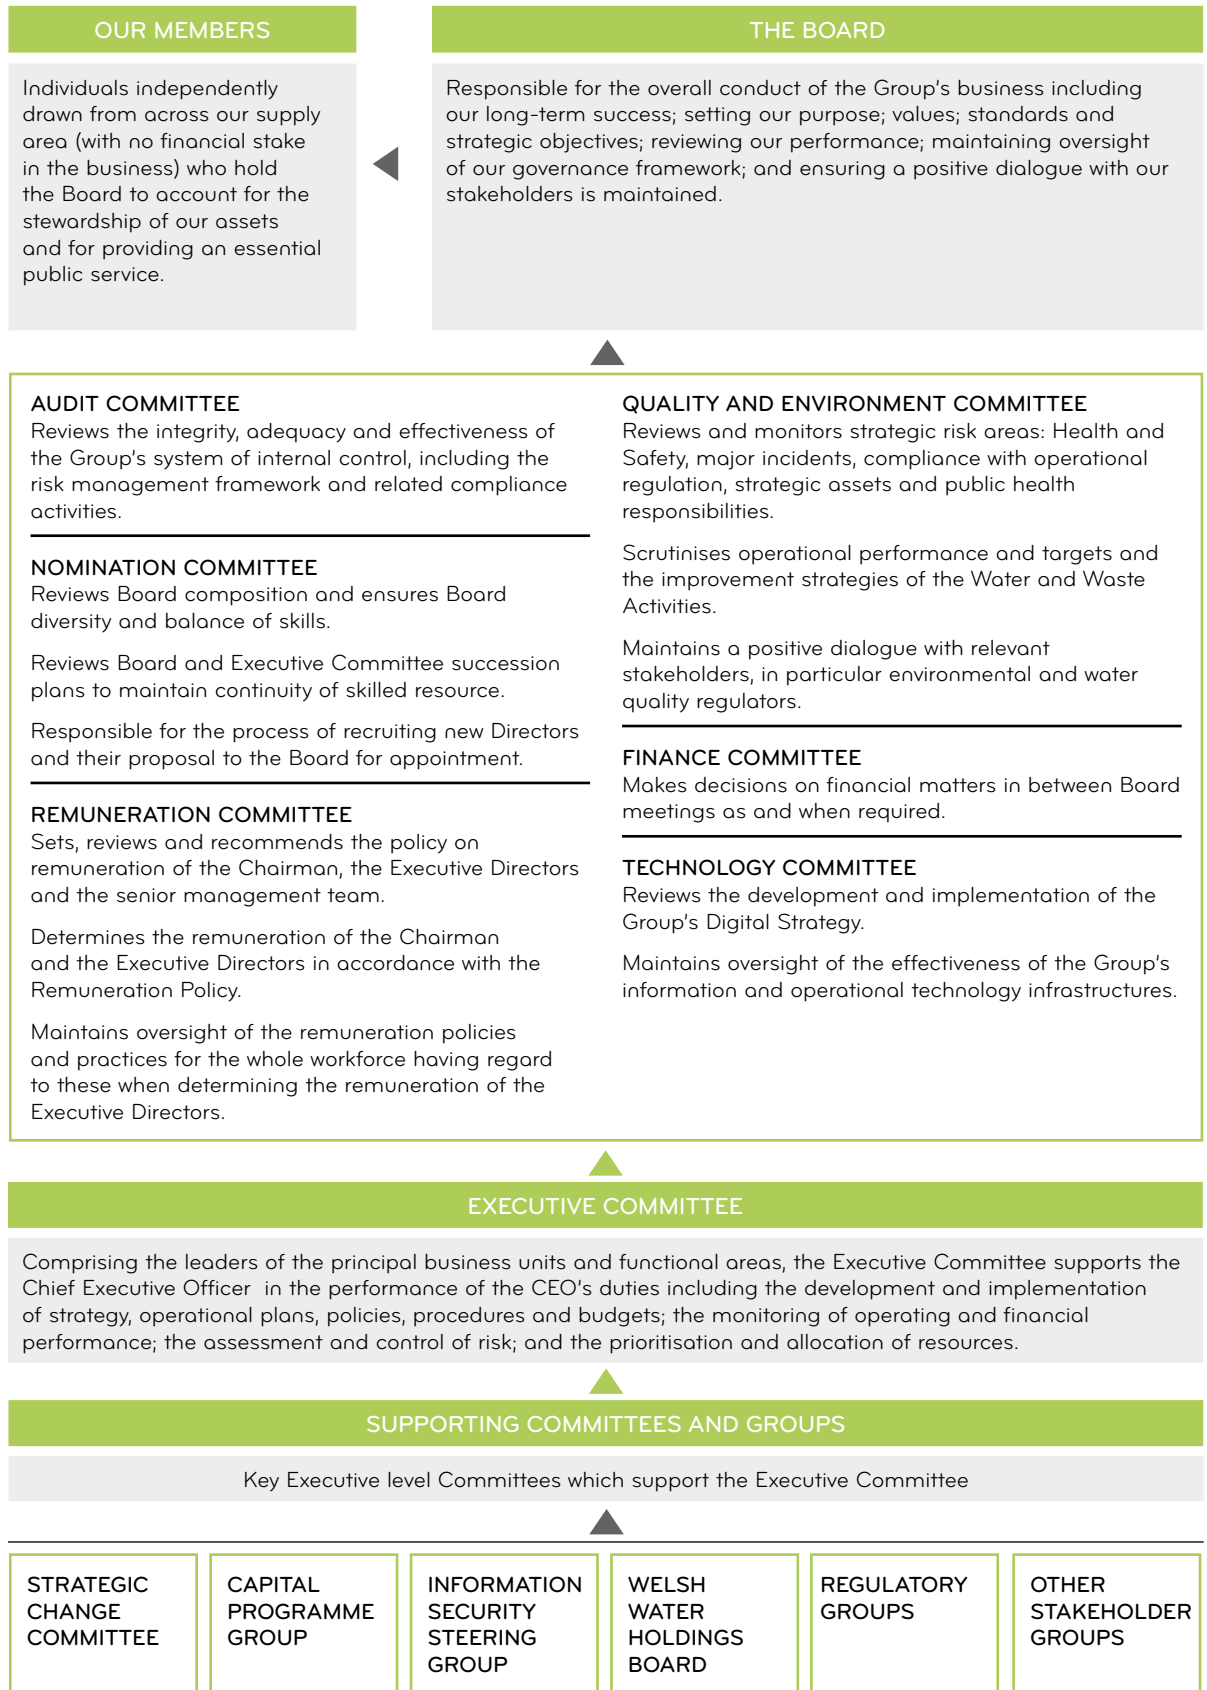 OUR MEMBERS
Individuals independently
drawn from across our supply
area (with no financial stake
in the business) who hold
the Board to account for the
stewardship of our assets
and for providing an essential
public service.
THE BOARD
Responsible for the overall conduct of the Group's business including
our long-term success; setting our purpose; values; standards and
strategic objectives; reviewing our performance; maintaining oversight
of our governance framework; and ensuring a positive dialogue with our
stakeholders is maintained.
AUDIT COMMITTEE
Reviews the integrity, adequacy and effectiveness of
the Group's system of internal control, including the
risk management framework and related compliance
activities.
NOMINATION COMMITTEE
Reviews Board composition and ensures Board
diversity and balance of skills.
Reviews Board and Executive Committee succession
plans to maintain continuity of skilled resource.
Responsible for the process of recruiting new Directors
and their proposal to the Board for appointment.
REMUNERATION COMMITTEE
Sets, reviews and recommends the policy on
remuneration of the Chairman, the Executive Directors
and the senior management team.
Determines the remuneration of the Chairman
and the Executive Directors in accordance with the
Remuneration Policy.
Maintains oversight of the remuneration policies
and practices for the whole workforce having regard
to these when determining the remuneration of the
Executive Directors.
QUALITY AND ENVIRONMENT COMMITTEE
Reviews and monitors strategic risk areas: Health and
Safety, major incidents, compliance with operational
regulation, strategic assets and public health
responsibilities.
Scrutinises operational performance and targets and
the improvement strategies of the Water and Waste
Activities.
Maintains a positive dialogue with relevant
stakeholders, in particular environmental and water
quality regulators.
FINANCE COMMITTEE
Makes decisions on financial matters in between Board
meetings as and when required.
TECHNOLOGY COMMITTEE
Reviews the development and implementation of the
Group's Digital Strategy.
Maintains oversight of the effectiveness of the Group's
information and operational technology infrastructures.
EXECUTIVE COMMITTEE
Comprising the leaders of the principal business units and functional areas, the Executive Committee supports the
Chief Executive Officer in the performance of the CEO's duties including the development and implementation
of strategy, operational plans, policies, procedures and budgets; the monitoring of operating and financial
performance; the assessment and control of risk; and the prioritisation and allocation of resources.
SUPPORTING COMMITTEES AND GROUPS
Key Executive level Committees which support the Executive Committee
STRATEGIC
CHANGE
COMMITTEE
CAPITAL
PROGRAMME
GROUP
INFORMATION
SECURITY
STEERING
GROUP
WELSH
WATER
HOLDINGS
BOARD
REGULATORY
GROUPS
OTHER
STAKEHOLDER
GROUPS